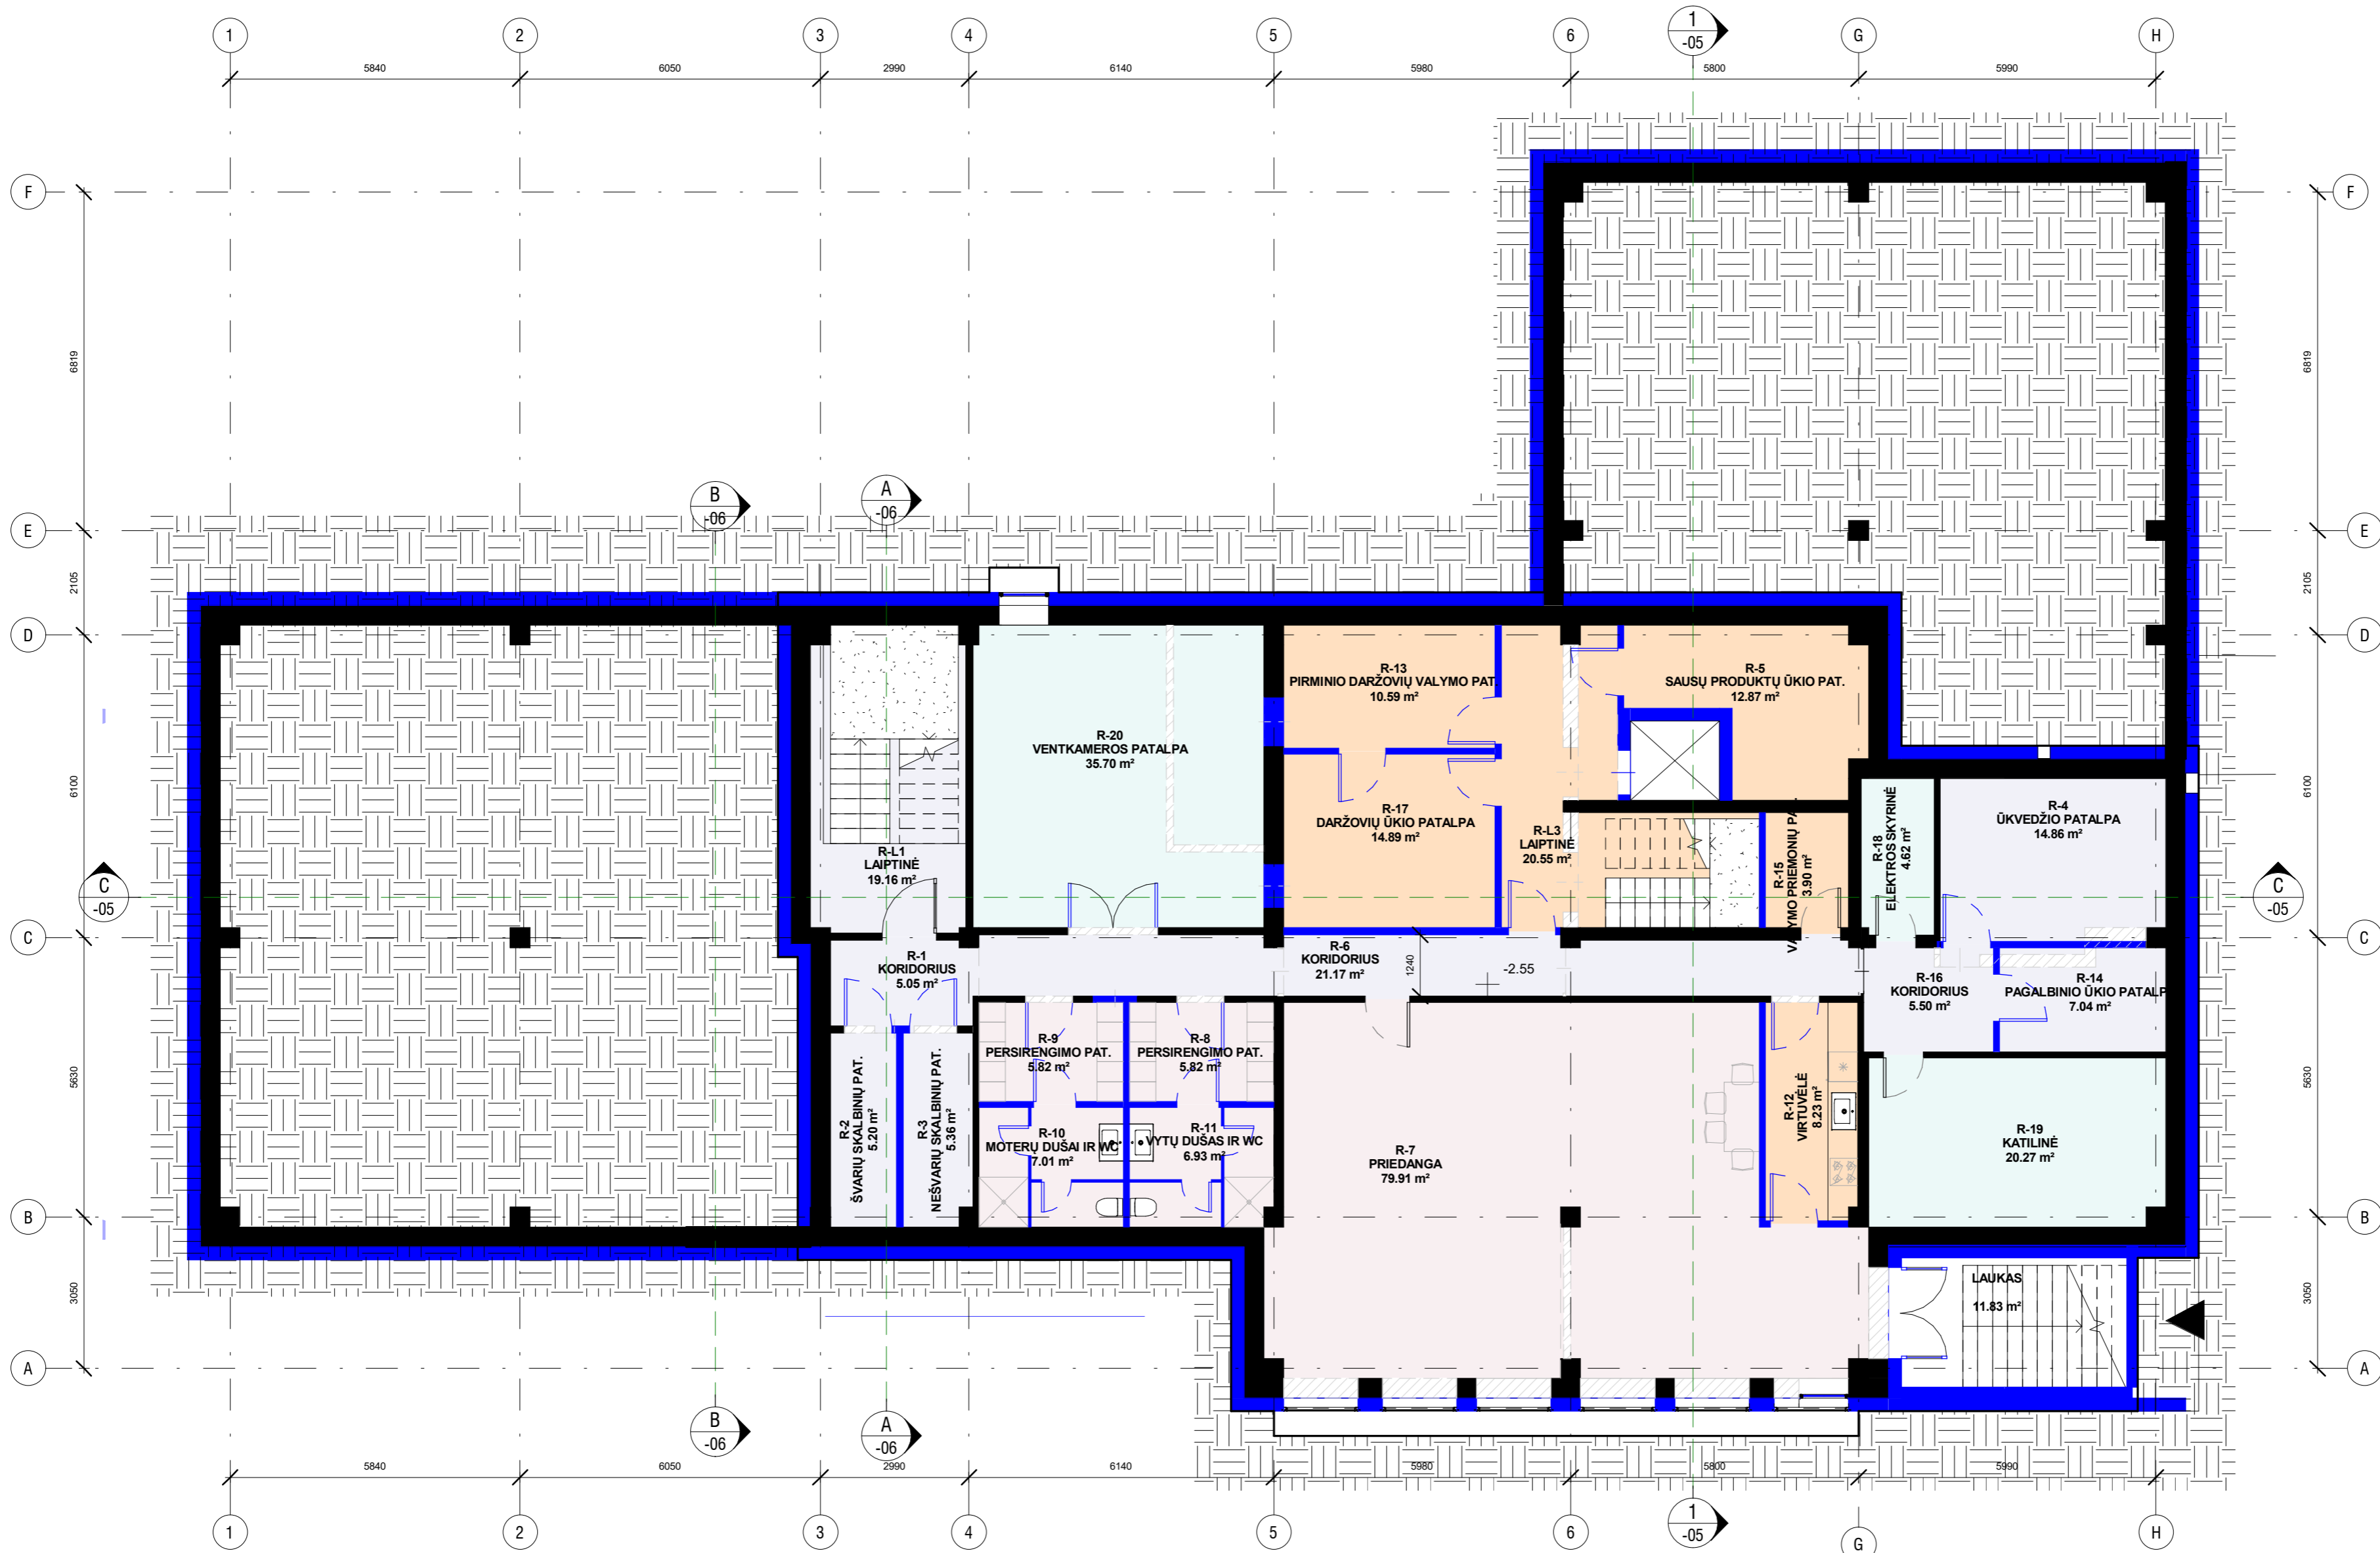 1
2
3
4
5
6
1
-05
G
H
5840
6050
2990
6140
5980
5800
5990
F
F
6819
6819
B
-06
A
-06
E
E
2105
2105
D
D
R-13
PIRMINIO DARŽOVIŲ VALYMO PAT.
10.59 m²
R-5
SAUSŲ PRODUKTŲ ŪKIO PAT.
12.87 m²
R-20
VENTKAMEROS PATALPA
35.70 m²
6100
6100
R-17
DARŽOVIŲ ŪKIO PATALPA
14.89 m²
R-L3
LAIPTINĖ
20.55 m²
R-15
VALYMO PRIEMONIŲ PA
3.90 m²
R-18
ELEKTROS SKYRINĖ
4.62 m²
R-4
ŪKVEDŽIO PATALPA
14.86 m²
R-L1
LAIPTINĖ
19.16 m²
C
-05
C
-05
C
C
R-1
KORIDORIUS
5.05 m²
R-6
KORIDORIUS
21.17 m²
1240
-2.55
R-16
KORIDORIUS
5.50 m²
R-14
PAGALBINIO ŪKIO PATALP
7.04 m²
5630
5630
R-9
PERSIRENGIMO PAT.
5.82 m²
R-8
PERSIRENGIMO PAT.
5.82 m²
R-2
ŠVARIŲ SKALBINIŲ PAT.
5.20 m²
R-3
NEŠVARIŲ SKALBINIŲ PAT.
5.36 m²
R-10
MOTERŲ DUŠAI IR WC
7.01 m²
R-11
VYTŲ DUŠAS IR WC
6.93 m²
R-7
PRIEDANGA
79.91 m²
R-12
VIRTUVĖLĖ
8.23 m²
R-19
KATILINĖ
20.27 m²
B
B
3050
3050
LAUKAS
11.83 m²
A
A
B
-06
A
-06
5840
6050
2990
6140
5980
5800
5990
1
2
3
4
5
6
1
-05
G
H